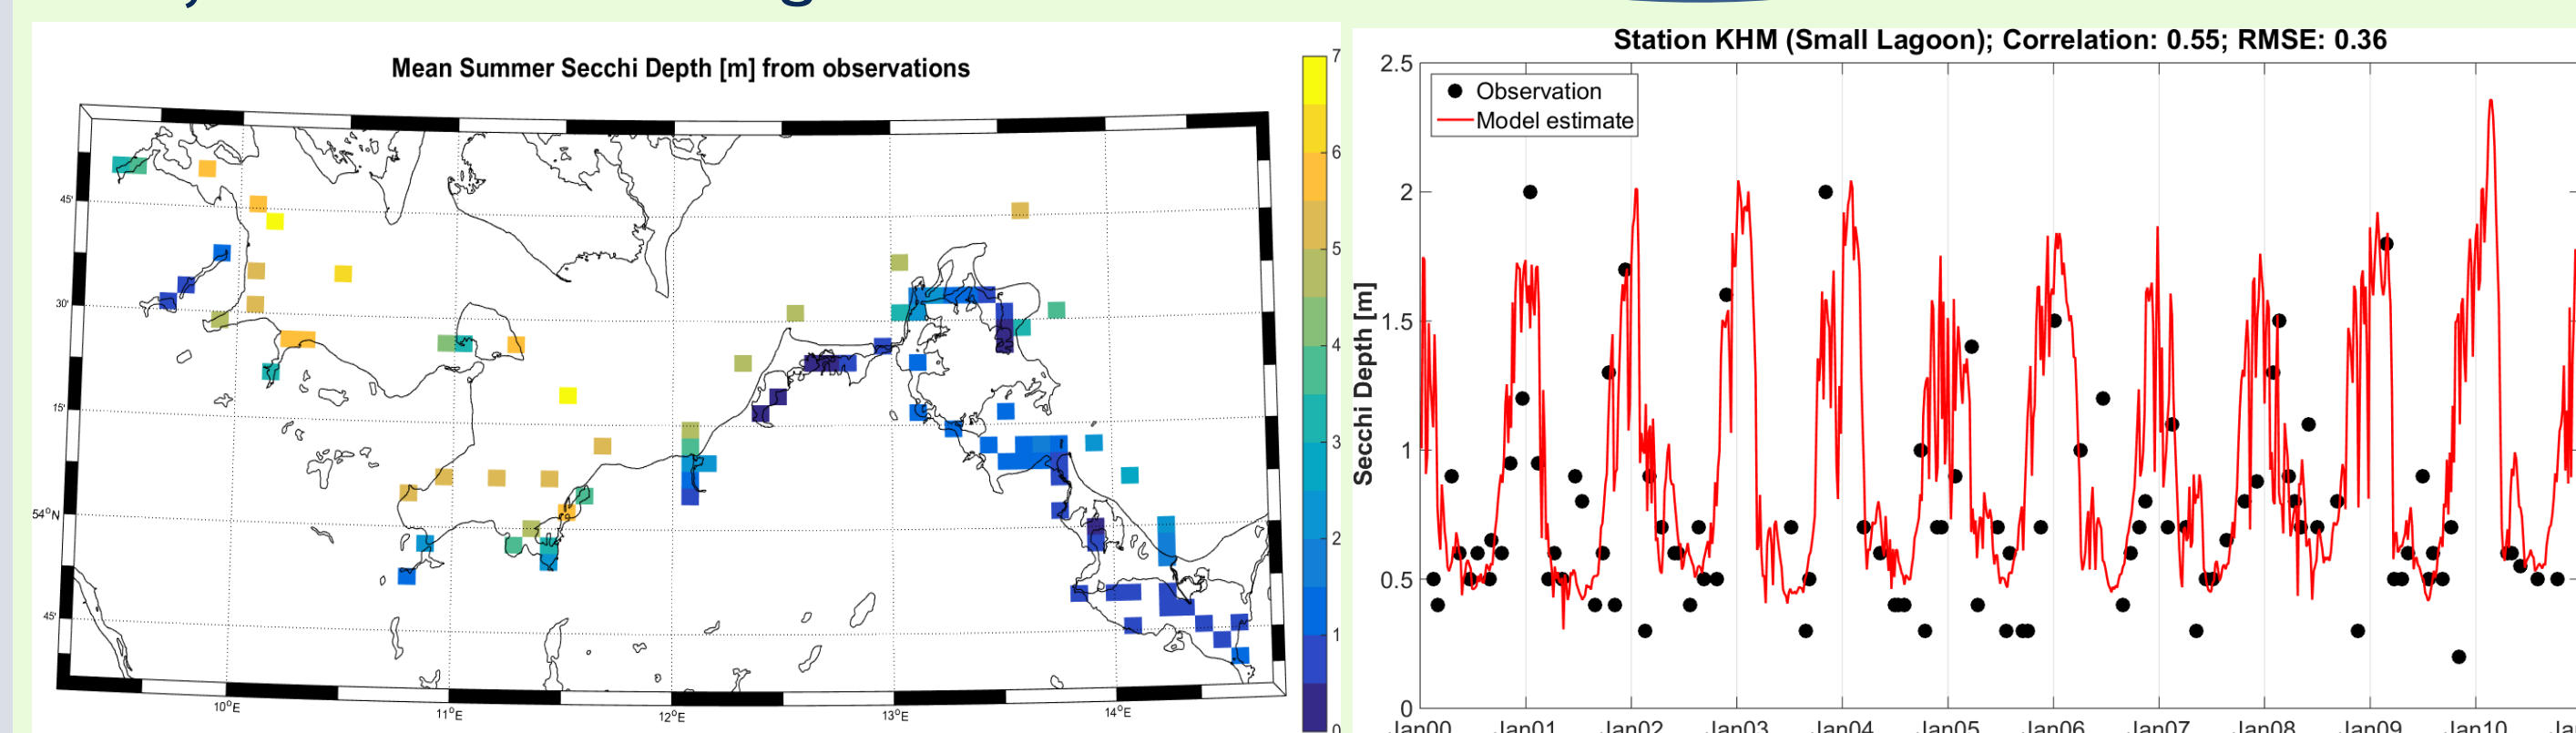 Mean Summer Secchi Depth [m] from observations
45'
30'
15'
54°N
45'
10°E
11°E
12°E
13°E
14°E
7
6
5
4
3
2
1
0
Station KHM (Small Lagoon); Correlation: 0.55; RMSE: 0.36
Observation
Model estimate
Secchi Depth [m]
2.5
2
1.5
1
0.5
0
Jan00
Jan01
Jan02
Jan03
Jan04
Jan05
Jan06
Jan07
Jan08
Jan09
Jan10